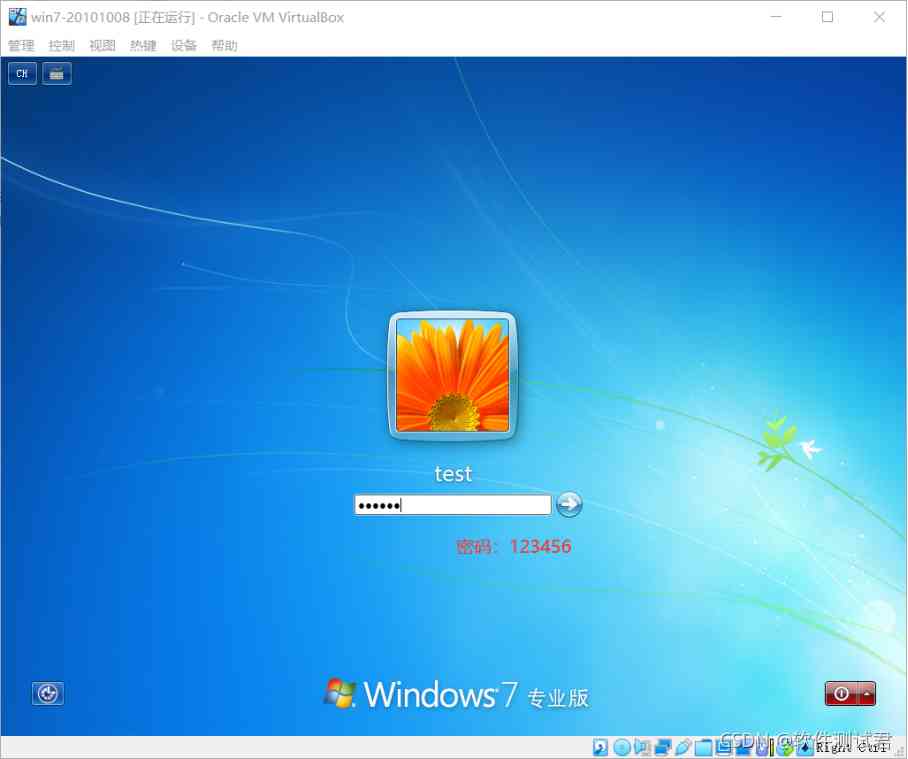 win7-20101008 [正在运行] - Oracle VM VirtualBox
管理 控制 视图 热键 设备 帮助
CH
test
••••••
密码：123456
Windows 7 专业版
CSDN @软件测试君
Right Ctrl